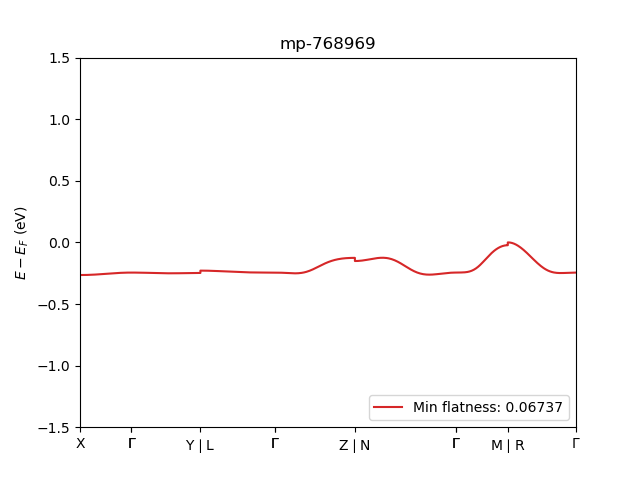 mp-768969
1.5
1.0
0.5
0.0
−0.5
−1.0
−1.5
E − E_F (eV)
Min flatness: 0.06737
X Γ Y | L Γ Z | N Γ M | R Γ